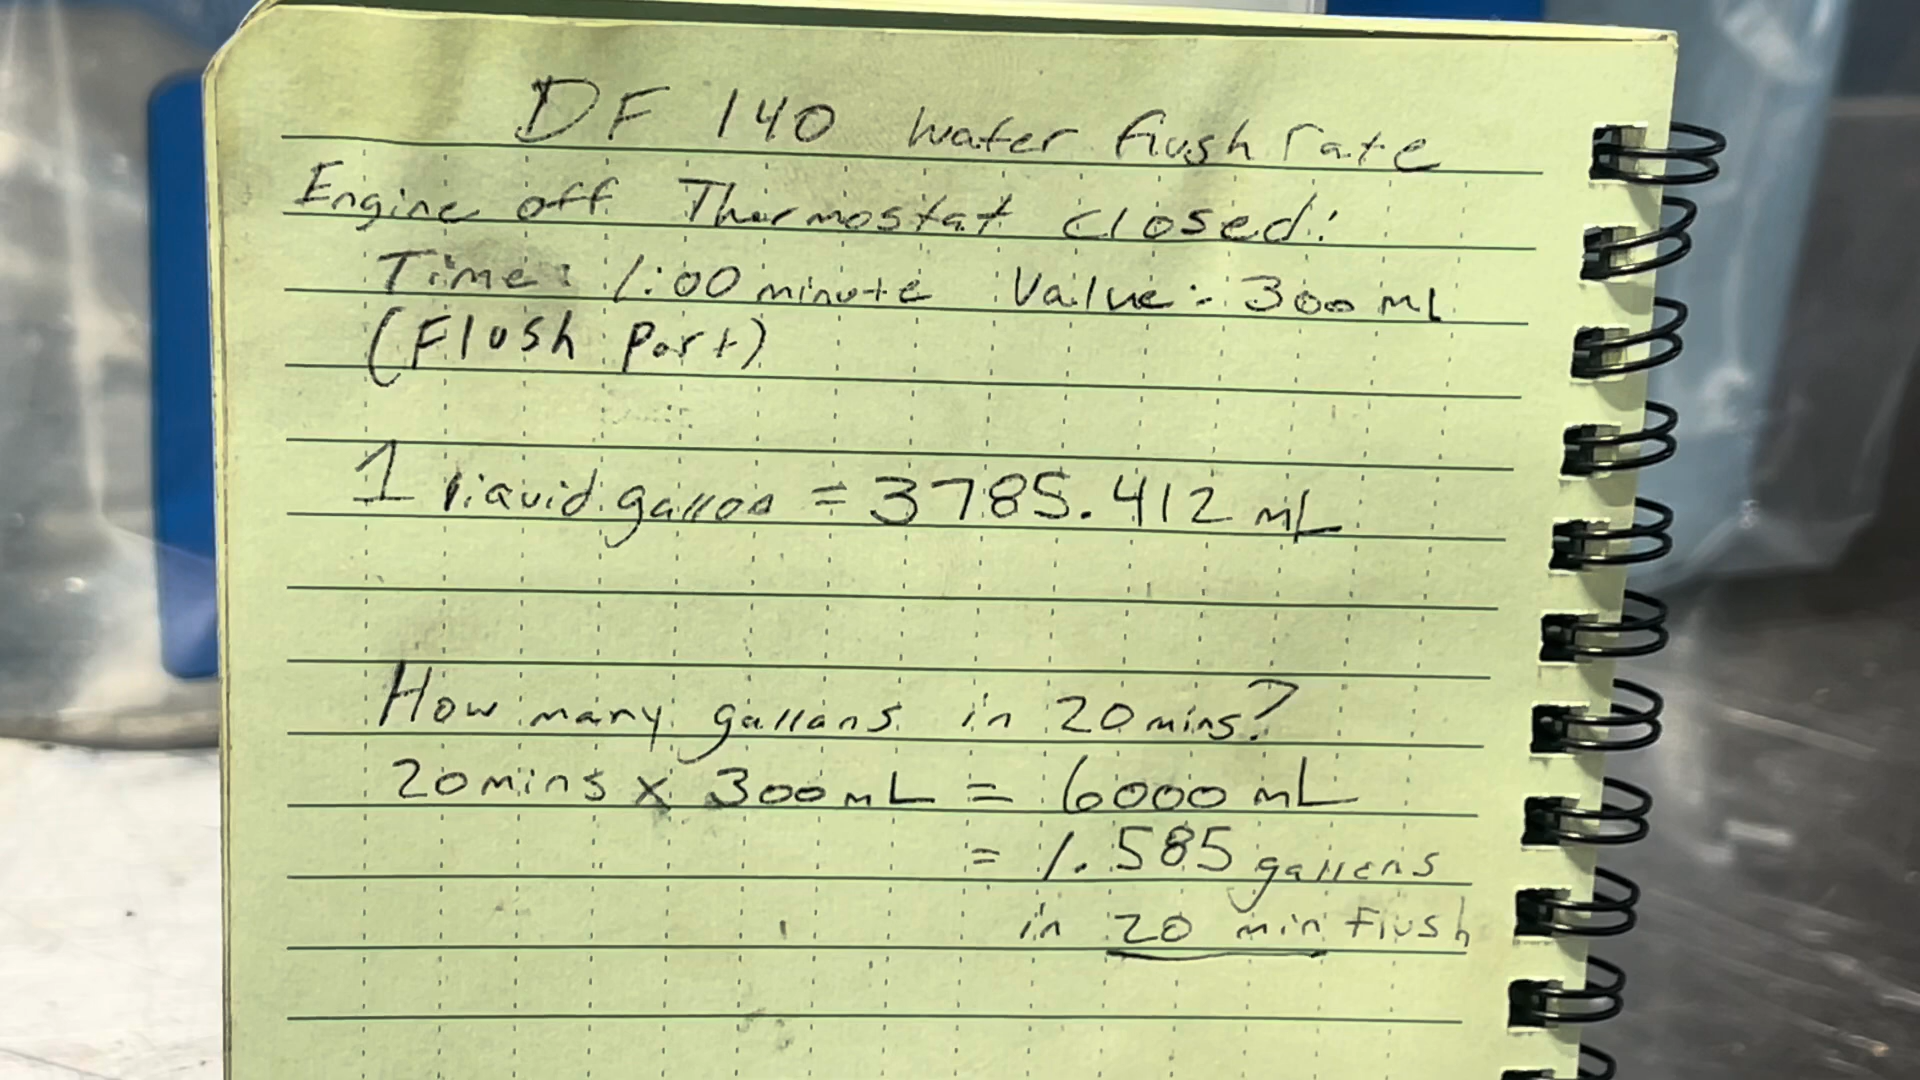 DF 140 water flush rate
Engine off Thermostat closed:
Time: 1:00 minute Value: 300 mL
(Flush Port)
1 liquid gallon = 3785.412 mL
How many gallons in 20 mins?
20 mins x 300 mL = 6000 mL
= 1.585 gallons
in 20 min flush